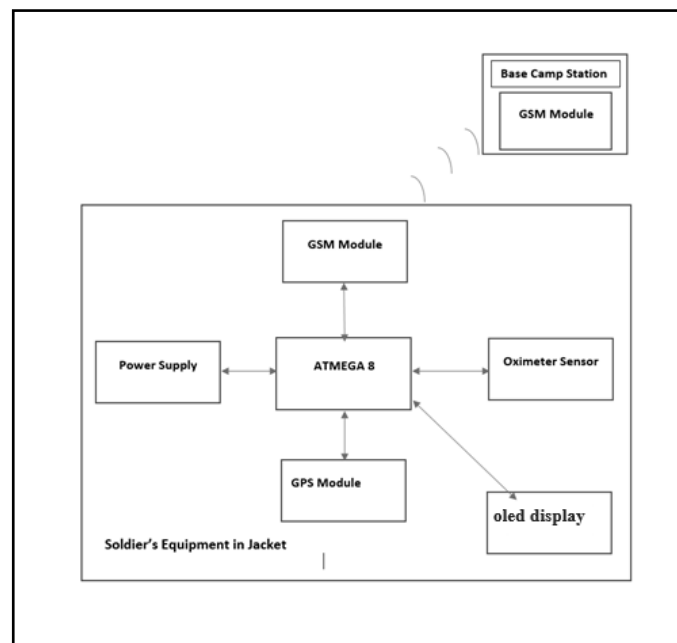 Base Camp Station
GSM Module
GSM Module
Power Supply
ATMEGA 8
Oximeter Sensor
GPS Module
oled display
Soldier's Equipment in Jacket